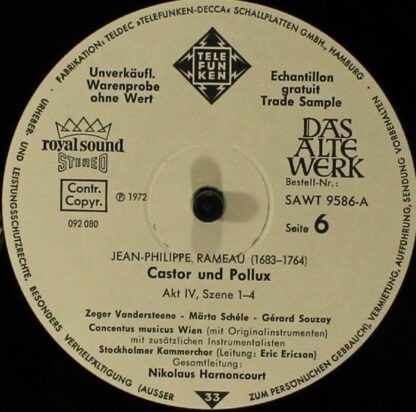 FABRIKATION: TELDEC »TELEFUNKEN-DECCA« SCHALLPLATTEN GMBH., HAMBURG
URHEBER- UND LEISTUNGSSCHUTZRECHTE, BESONDERS VERVIELFÄLTIGUNG (AUSSER ZUM PERSÖNLICHEN GEBRAUCH), VERMIETUNG, AUFFÜHRUNG, SENDUNG VORBEHALTEN
TELE
FUN
KEN
Unverkäufl.
Warenprobe
ohne Wert
Echantillon
gratuit
Trade Sample
royal sound
STEREO
Contr.
Copyr.
092 080
℗ 1972
DAS
ALTE
WERK
Bestell-Nr.:
SAWT 9586-A
Seite 6
JEAN-PHILIPPE RAMEAU (1683–1764)
Castor und Pollux
Akt IV, Szene 1–4
Zeger Vandersteene - Märta Schéle - Gérard Souzay
Concentus musicus Wien (mit Originalinstrumenten)
mit zusätzlichen Instrumentalisten
Stockholmer Kammerchor (Leitung: Eric Ericson)
Gesamtleitung:
Nikolaus Harnoncourt
33